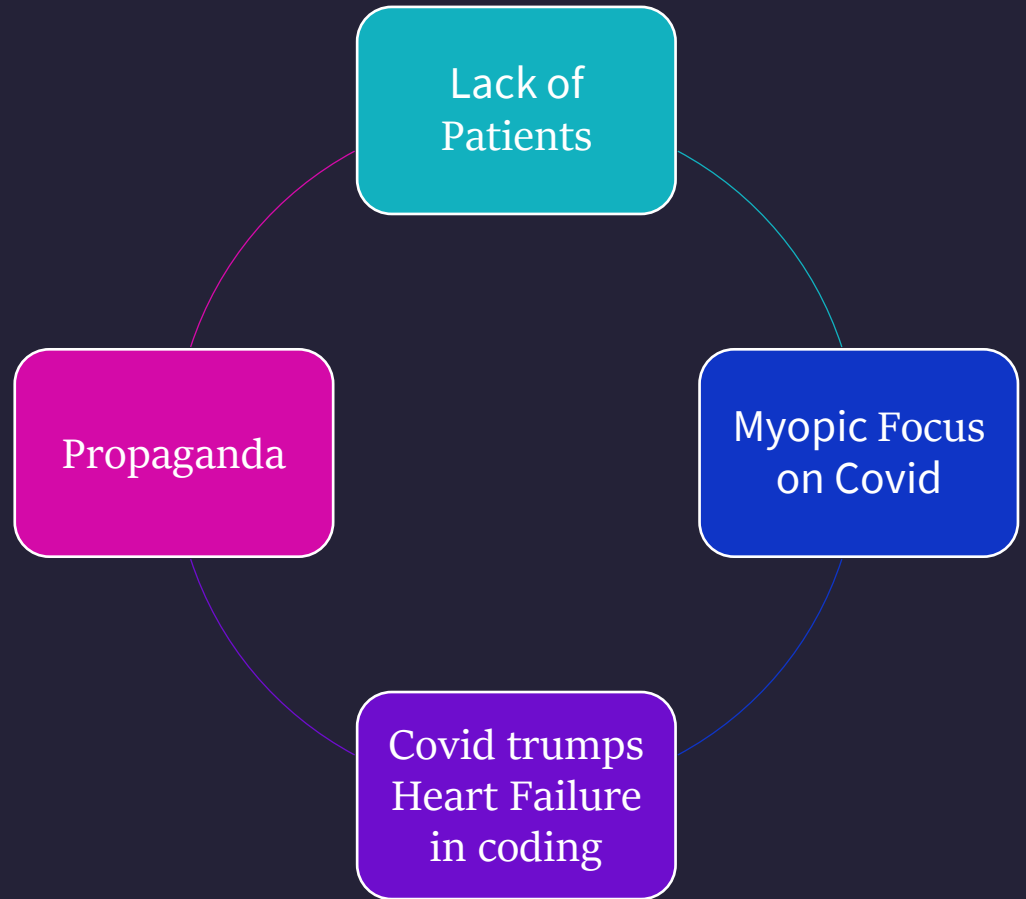 Lack of
Patients
Myopic Focus
on Covid
Covid trumps
Heart Failure
in coding
Propaganda